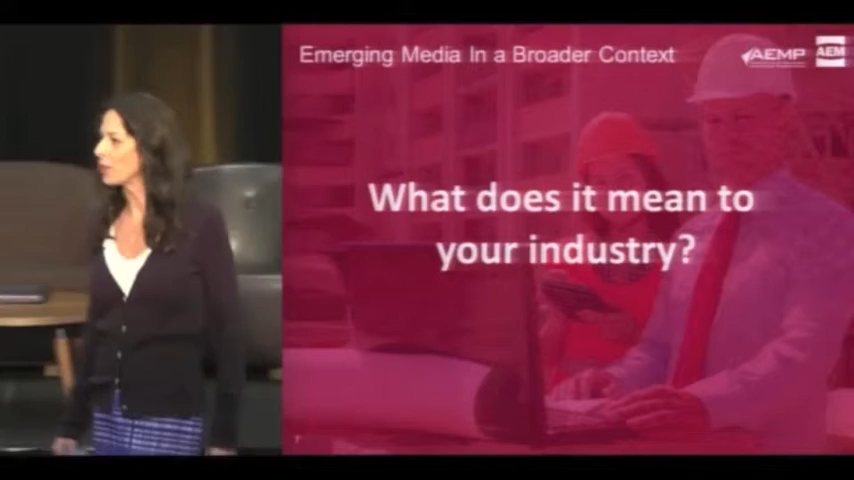 Emerging Media In a Broader Context
AEMP
AEM
What does it mean to
your industry?